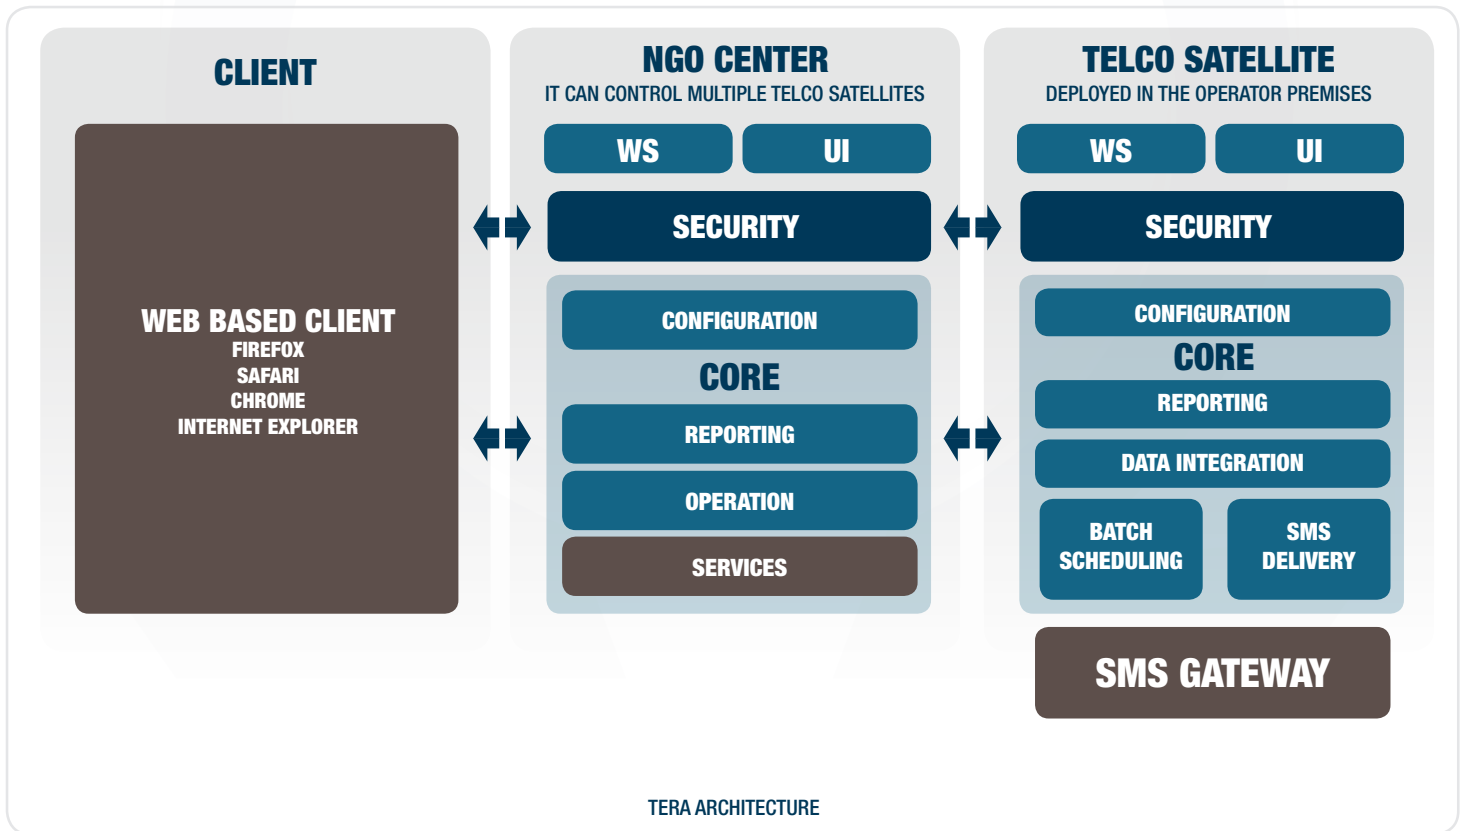 CLIENT
WEB BASED CLIENT
FIREFOX
SAFARI
CHROME
INTERNET EXPLORER
NGO CENTER
IT CAN CONTROL MULTIPLE TELCO SATELLITES
WS
UI
SECURITY
CONFIGURATION
CORE
REPORTING
OPERATION
SERVICES
TELCO SATELLITE
DEPLOYED IN THE OPERATOR PREMISES
WS
UI
SECURITY
CONFIGURATION
CORE
REPORTING
DATA INTEGRATION
BATCH
SCHEDULING
SMS
DELIVERY
SMS GATEWAY
TERA ARCHITECTURE